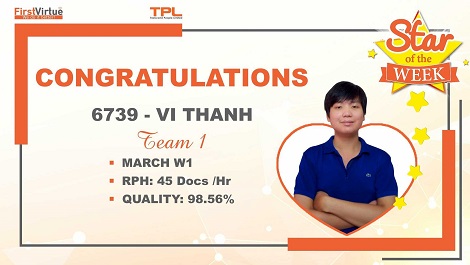 FirstVirtue
TPL
Star
of the
WEEK
CONGRATULATIONS
6739 - VI THANH
Team 1
MARCH W1
RPH: 45 Docs /Hr
QUALITY: 98.56%